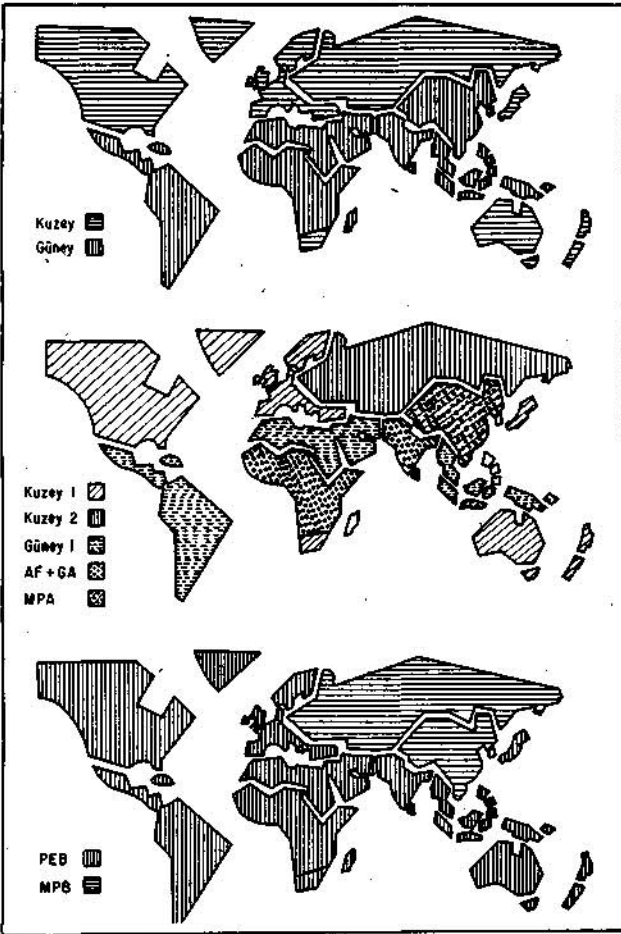 Kuzey
Güney
Kuzey 1
Kuzey 2
Güney 1
AF + GA
MPA
PEB
MPB